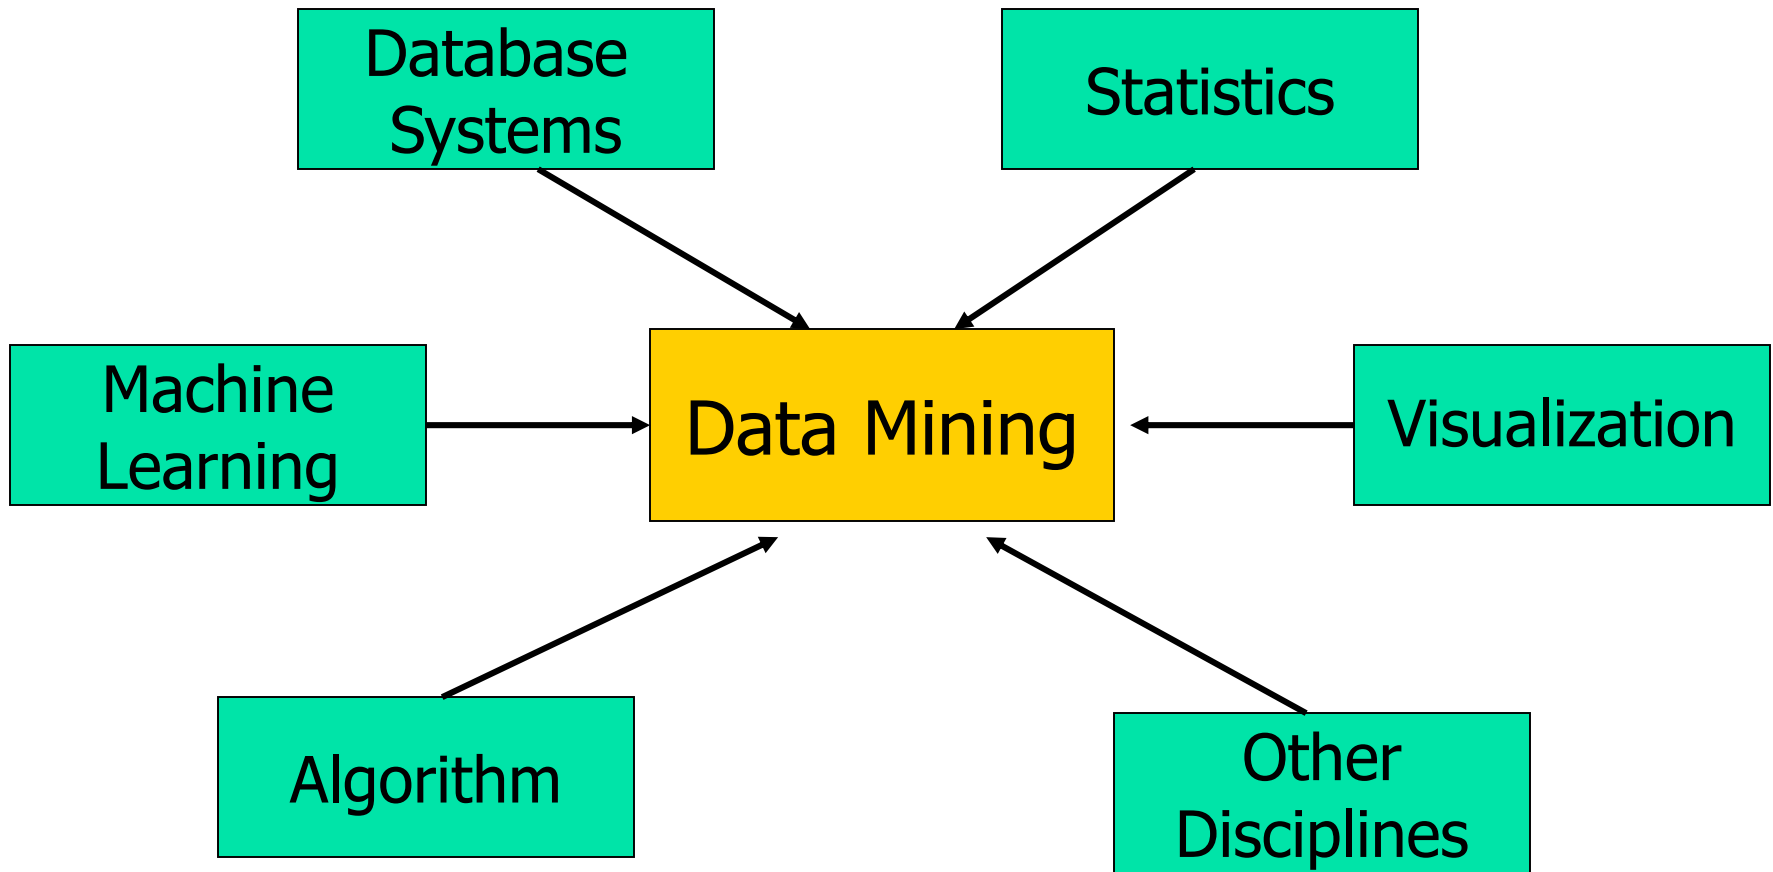 Database
Systems
Statistics
Machine
Learning
Data Mining
Visualization
Algorithm
Other
Disciplines